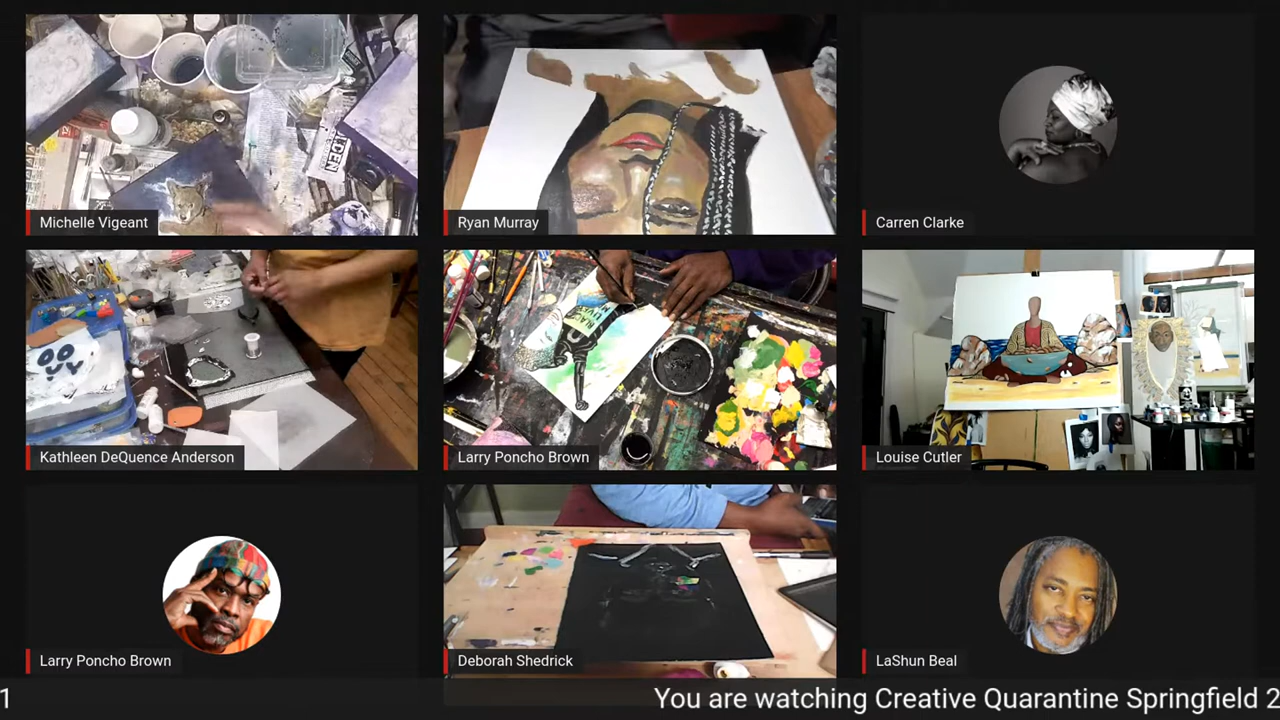 Michelle Vigeant
Ryan Murray
Carren Clarke
Kathleen DeQuence Anderson
Larry Poncho Brown
Louise Cutler
Larry Poncho Brown
Deborah Shedrick
LaShun Beal
1
You are watching Creative Quarantine Springfield 2